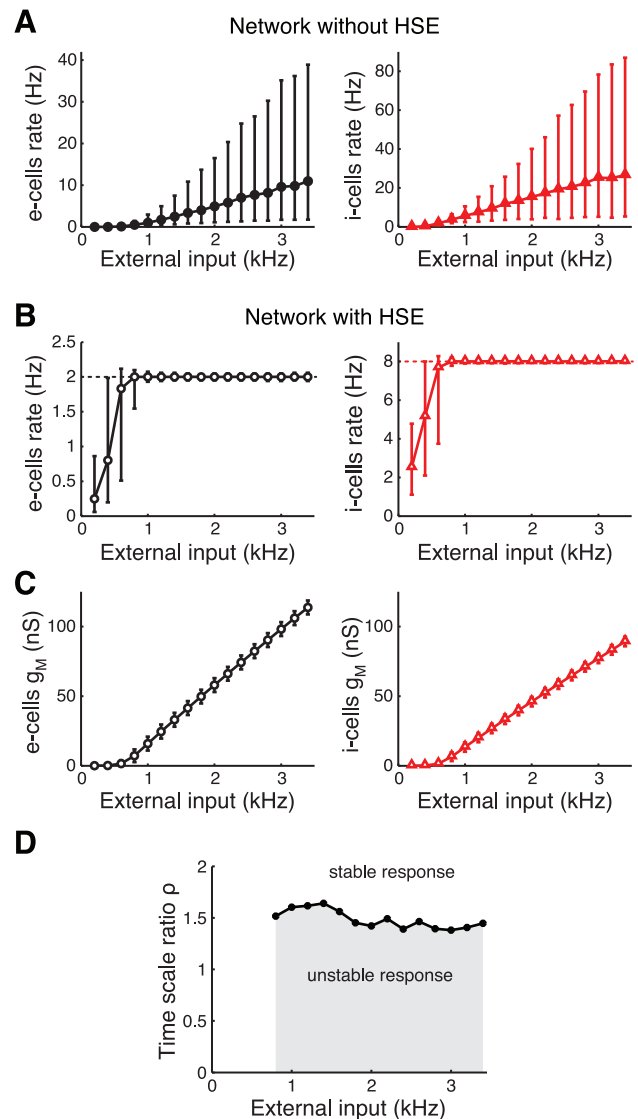 A
Network without HSE
e-cells rate (Hz)
40
20
0
0
1
2
3
External input (kHz)
i-cells rate (Hz)
80
60
40
20
0
0
1
2
3
External input (kHz)
B
Network with HSE
e-cells rate (Hz)
2.5
2
1.5
1
0.5
0
0
1
2
3
External input (kHz)
i-cells rate (Hz)
8
6
4
2
0
0
1
2
3
External input (kHz)
C
e-cells gM (nS)
100
50
0
0
1
2
3
External input (kHz)
i-cells gM (nS)
100
50
0
0
1
2
3
External input (kHz)
D
Time scale ratio ρ
2
1.5
1
0.5
0
stable response
unstable response
0
1
2
3
External input (kHz)